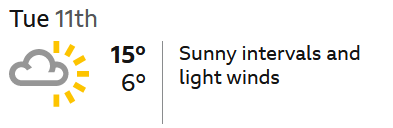 Tue 11th
15°
6°
Sunny intervals and
light winds